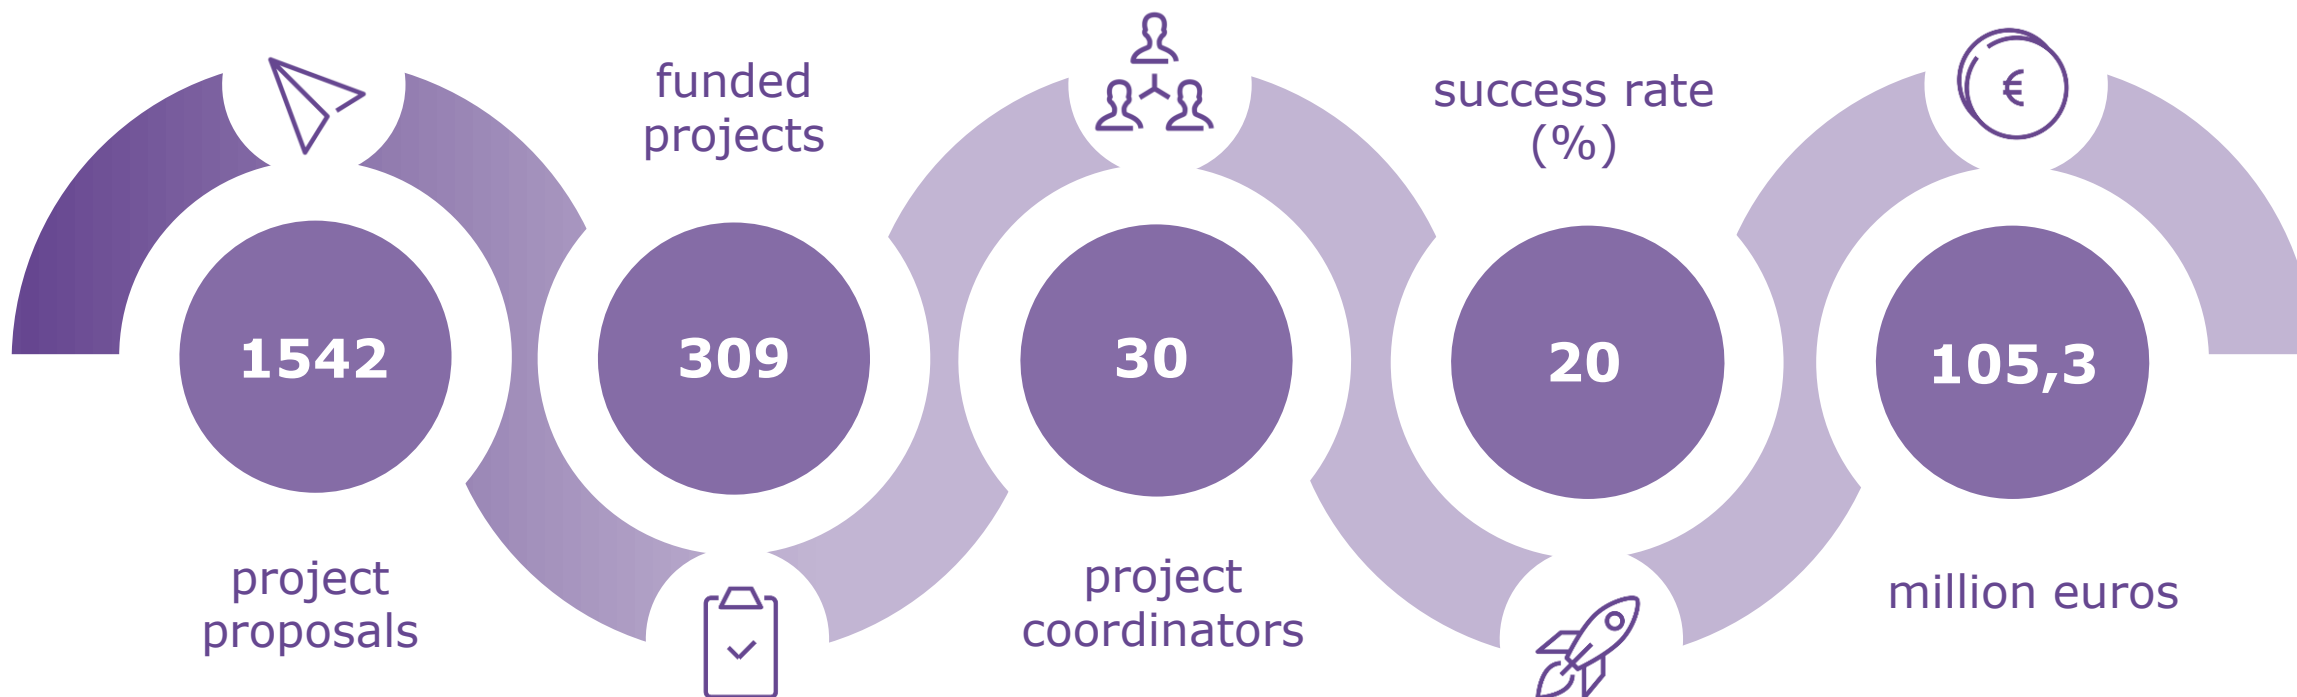 1542
project
proposals
funded
projects
309
30
project
coordinators
success rate
(%)
20
€
105,3
million euros